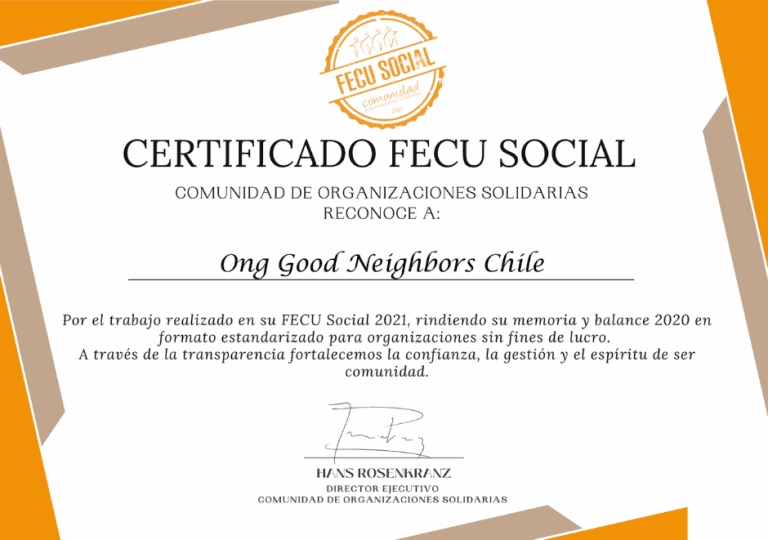 FECU SOCIAL
comunidad
2021
CERTIFICADO FECU SOCIAL
COMUNIDAD DE ORGANIZACIONES SOLIDARIAS
RECONOCE A:
Ong Good Neighbors Chile
Por el trabajo realizado en su FECU Social 2021, rindiendo su memoria y balance 2020 en
formato estandarizado para organizaciones sin fines de lucro.
A través de la transparencia fortalecemos la confianza, la gestión y el espíritu de ser
comunidad.
HANS ROSENKRANZ
DIRECTOR EJECUTIVO
COMUNIDAD DE ORGANIZACIONES SOLIDARIAS